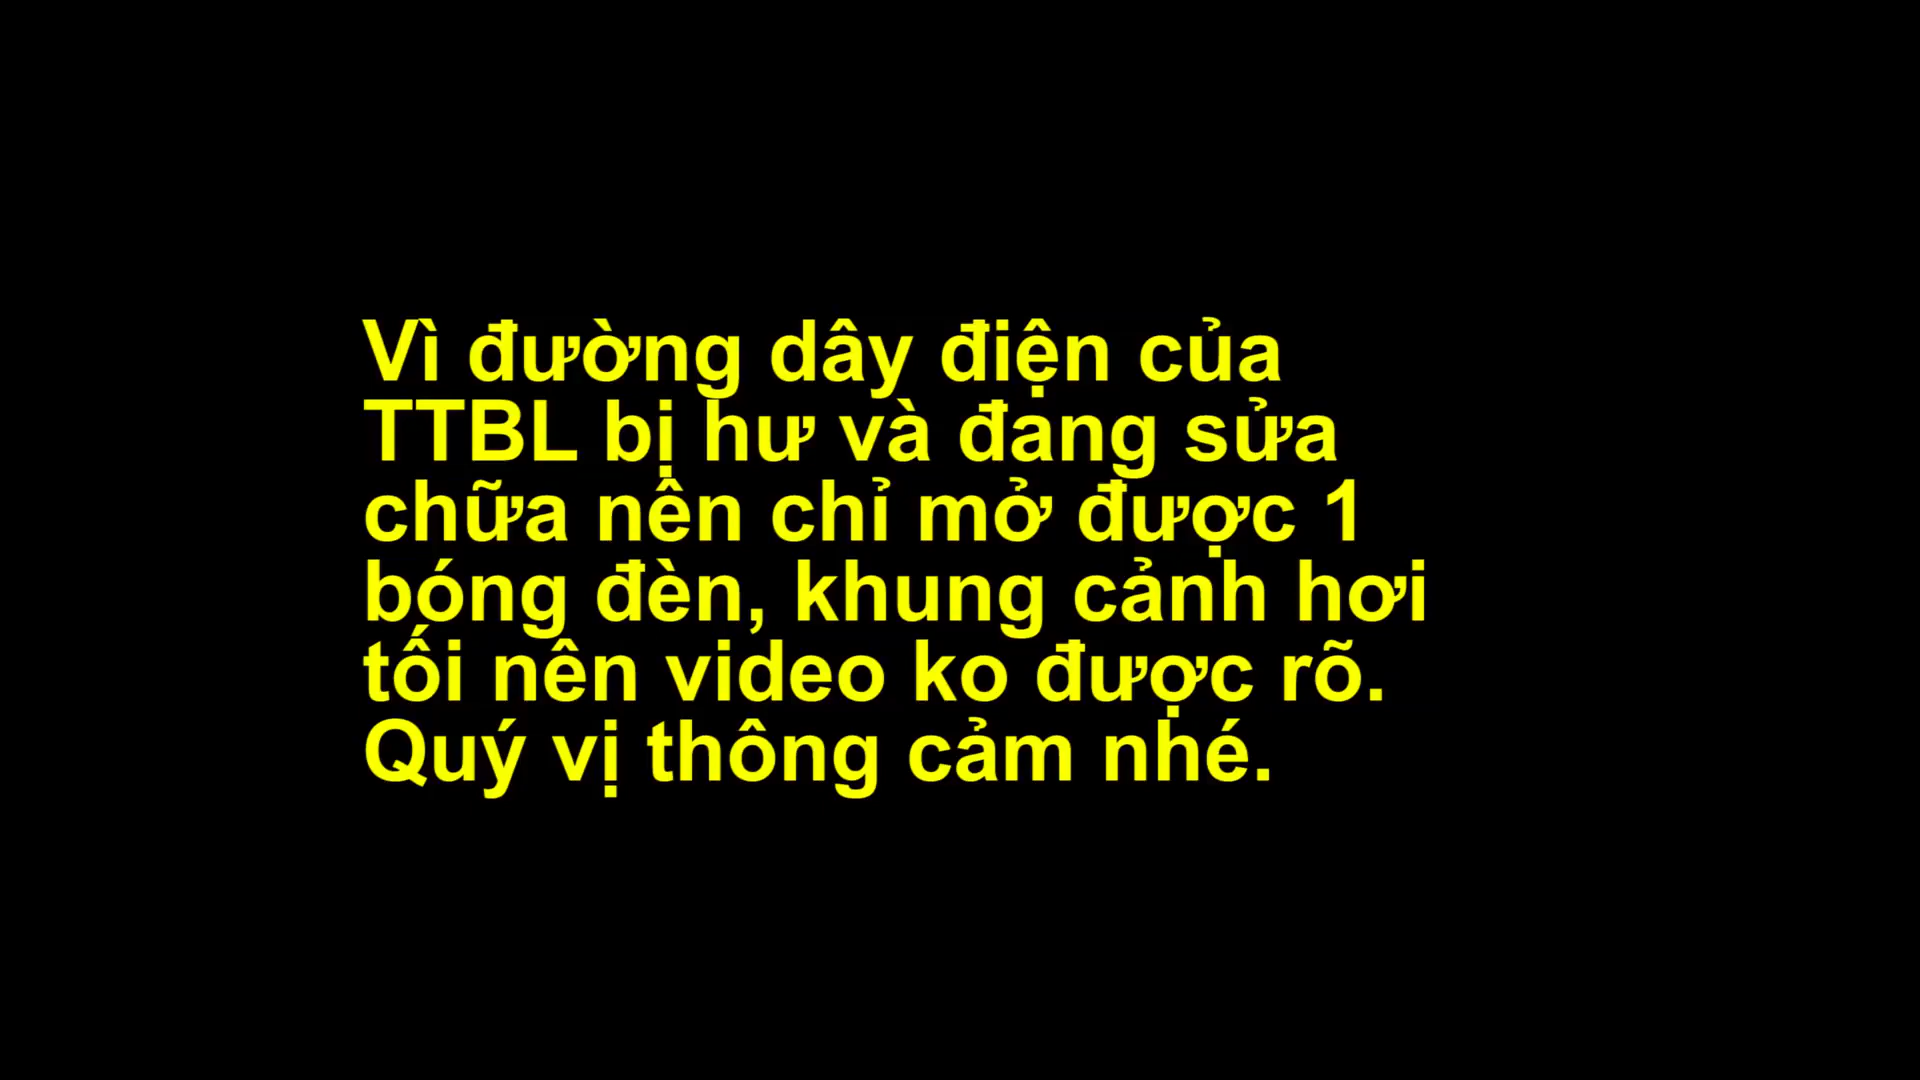 Vì đường dây điện của
TTBL bị hư và đang sửa
chữa nên chỉ mở được 1
bóng đèn, khung cảnh hơi
tối nên video ko được rõ.
Quý vị thông cảm nhé.